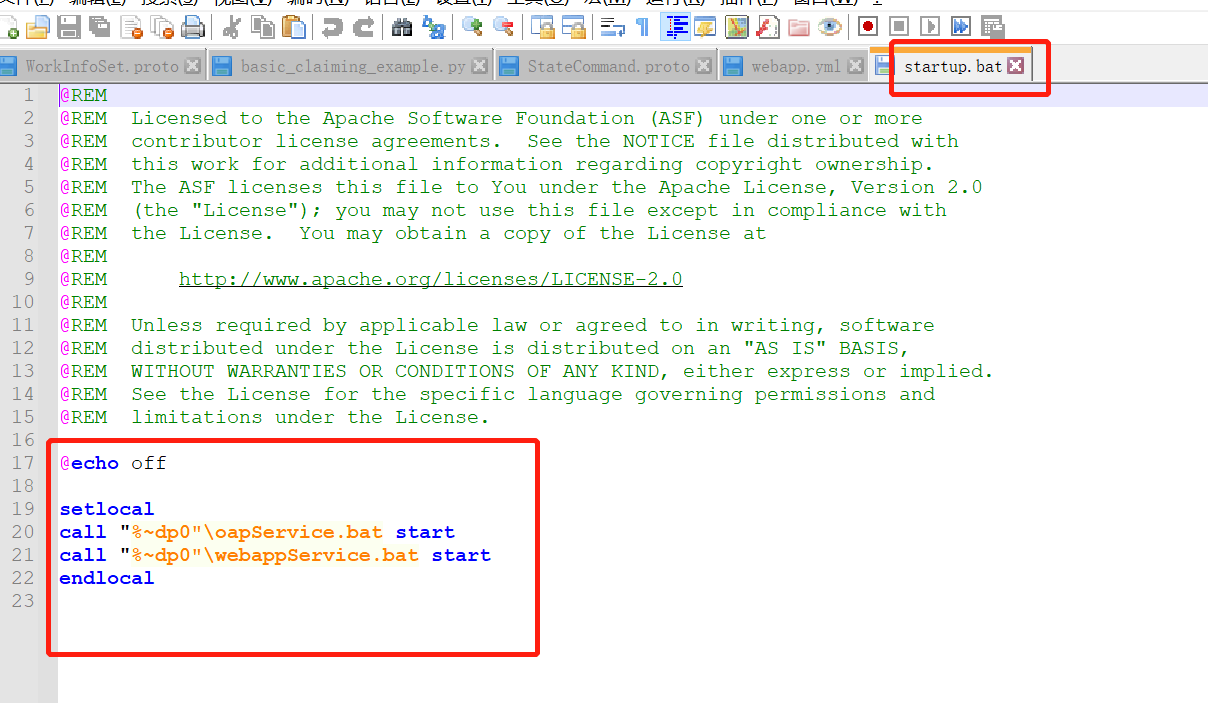 WorkInfoSet.proto basic_claiming_example.py StateCommand.proto webapp.yml startup.bat
1 @REM
2 @REM  Licensed to the Apache Software Foundation (ASF) under one or more
3 @REM  contributor license agreements.  See the NOTICE file distributed with
4 @REM  this work for additional information regarding copyright ownership.
5 @REM  The ASF licenses this file to You under the Apache License, Version 2.0
6 @REM  (the "License"); you may not use this file except in compliance with
7 @REM  the License.  You may obtain a copy of the License at
8 @REM
9 @REM      http://www.apache.org/licenses/LICENSE-2.0
10 @REM
11 @REM  Unless required by applicable law or agreed to in writing, software
12 @REM  distributed under the License is distributed on an "AS IS" BASIS,
13 @REM  WITHOUT WARRANTIES OR CONDITIONS OF ANY KIND, either express or implied.
14 @REM  See the License for the specific language governing permissions and
15 @REM  limitations under the License.
16
17 @echo off
18
19 setlocal
20 call "%~dp0"\oapService.bat start
21 call "%~dp0"\webappService.bat start
22 endlocal
23